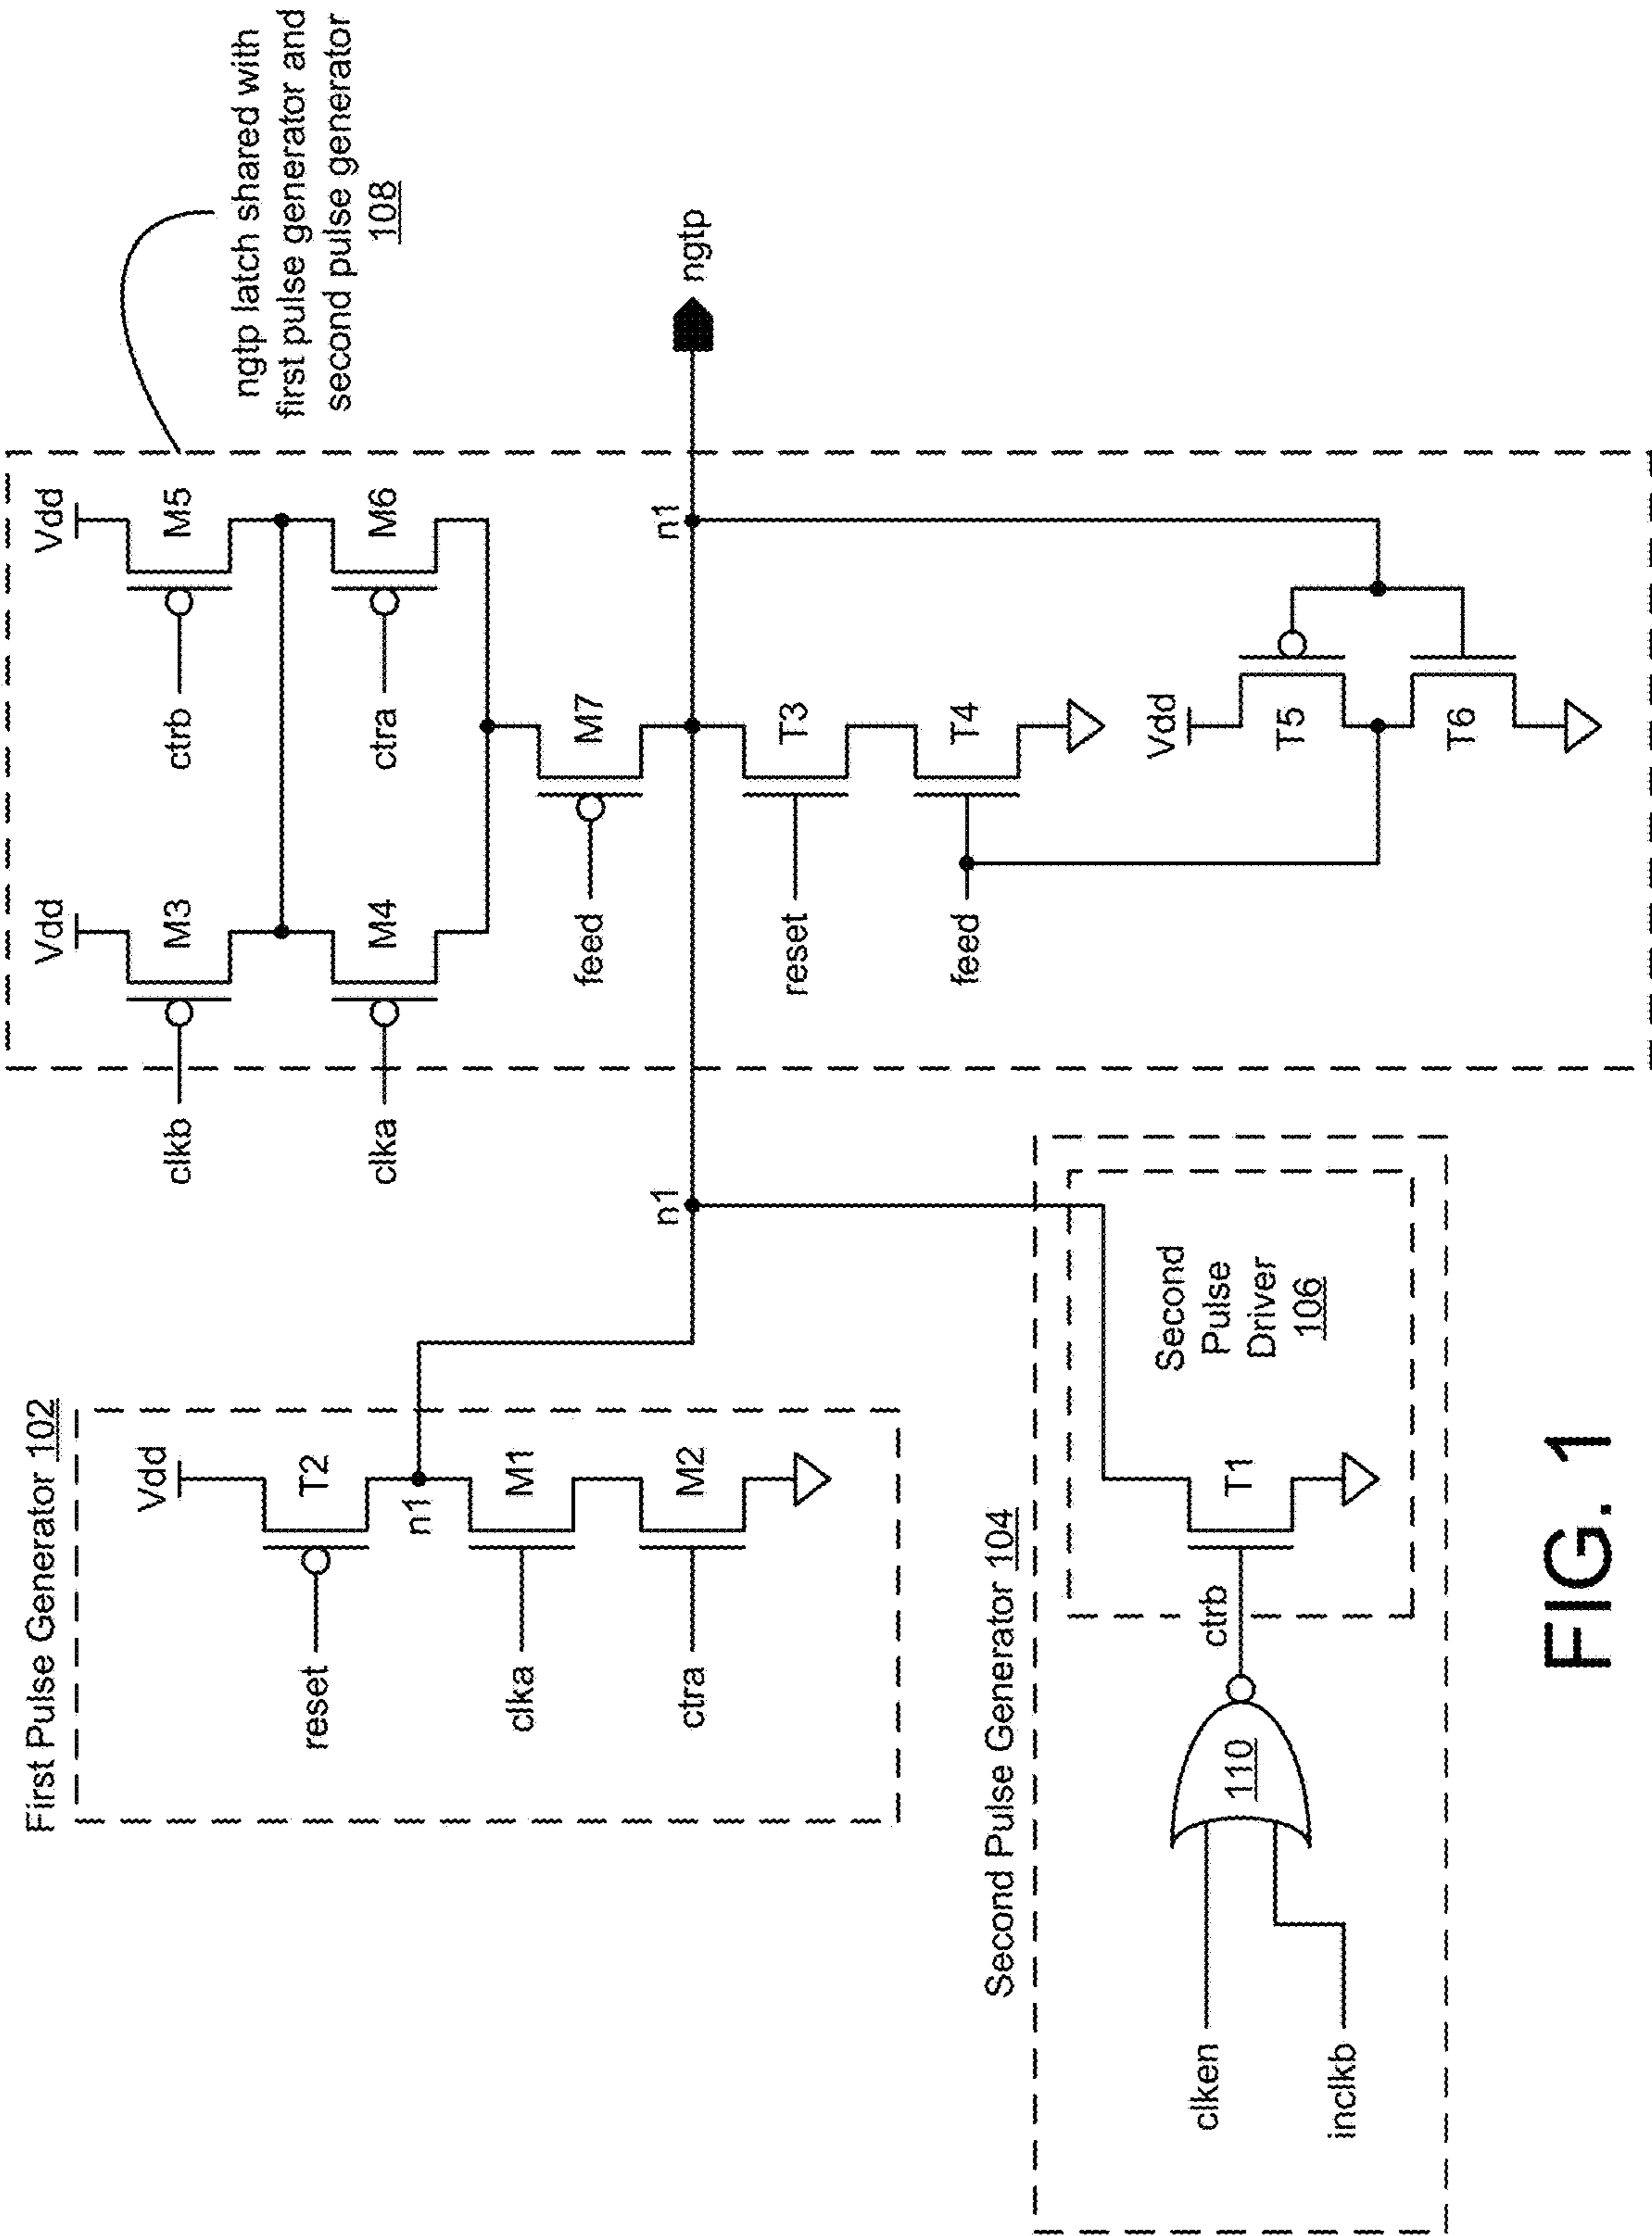 First Pulse Generator 102
Vdd
T2
reset
n1
M1
clka
M2
ctra
Second Pulse Generator 104
clken
inclkb
110
ctrb
T1
Second
Pulse
Driver
106
n1
clkb
clka
Vdd
M3
M4
Vdd
M5
ctrb
M6
ctra
M7
feed
n1
T3
reset
T4
feed
Vdd
T5
T6
ngtp
ngtp latch shared with
first pulse generator and
second pulse generator
108
FIG. 1